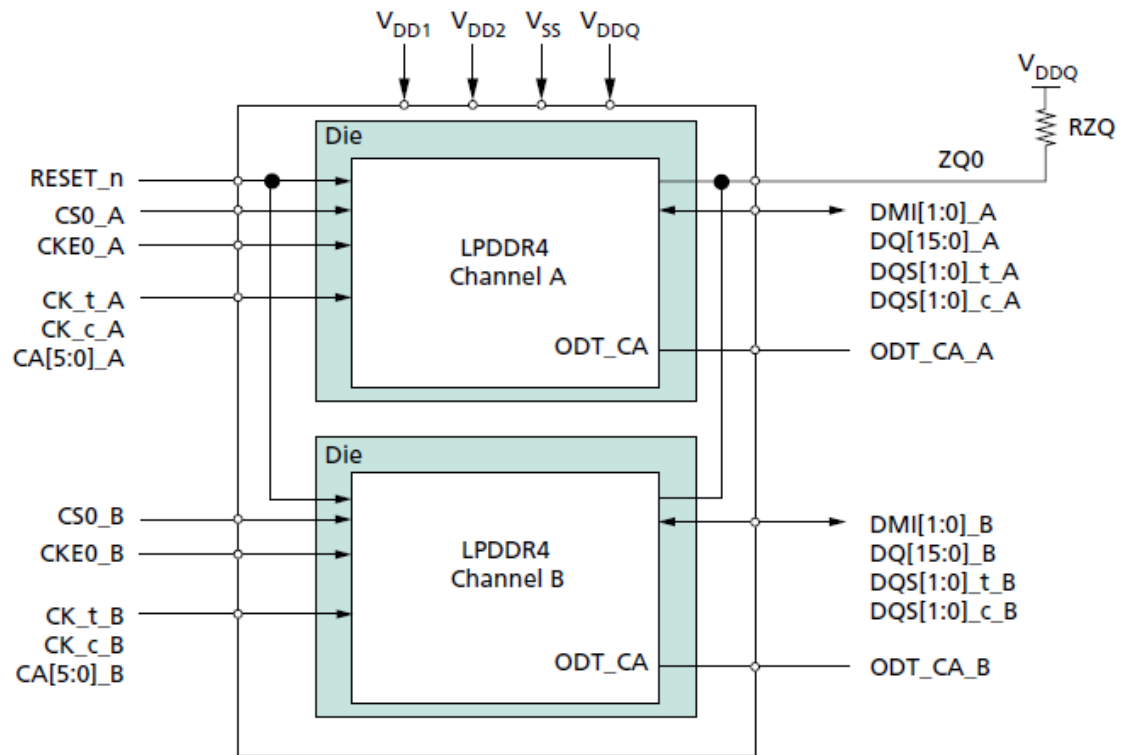 VDD1 VDD2 VSS VDDQ
VDDQ
RZQ
ZQ0
Die
RESET_n
CS0_A
CKE0_A
CK_t_A
CK_c_A
CA[5:0]_A
LPDDR4
Channel A
ODT_CA
DMI[1:0]_A
DQ[15:0]_A
DQS[1:0]_t_A
DQS[1:0]_c_A
ODT_CA_A
Die
CS0_B
CKE0_B
CK_t_B
CK_c_B
CA[5:0]_B
LPDDR4
Channel B
ODT_CA
DMI[1:0]_B
DQ[15:0]_B
DQS[1:0]_t_B
DQS[1:0]_c_B
ODT_CA_B